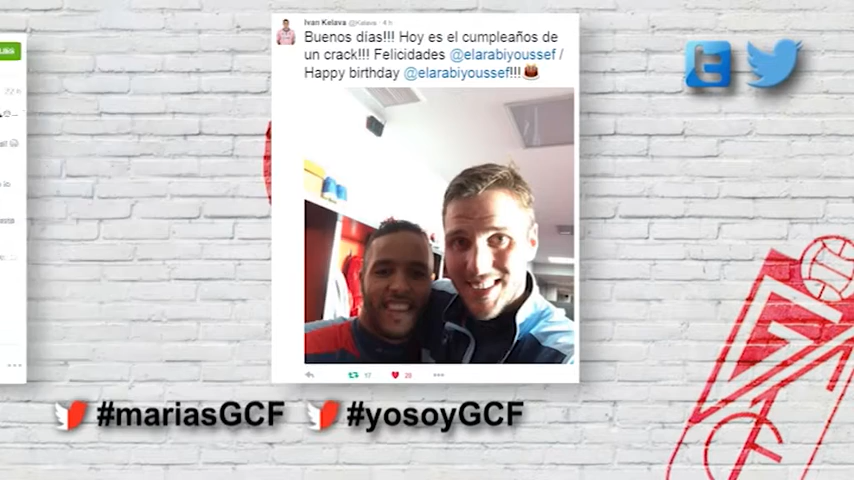 Ivan Kelava @Kelava · 4 h
Buenos días!!! Hoy es el cumpleaños de
un crack!!! Felicidades @elarabiyoussef /
Happy birthday @elarabiyoussef!!!
17 28
22 h
#mariasGCF #yosoyGCF